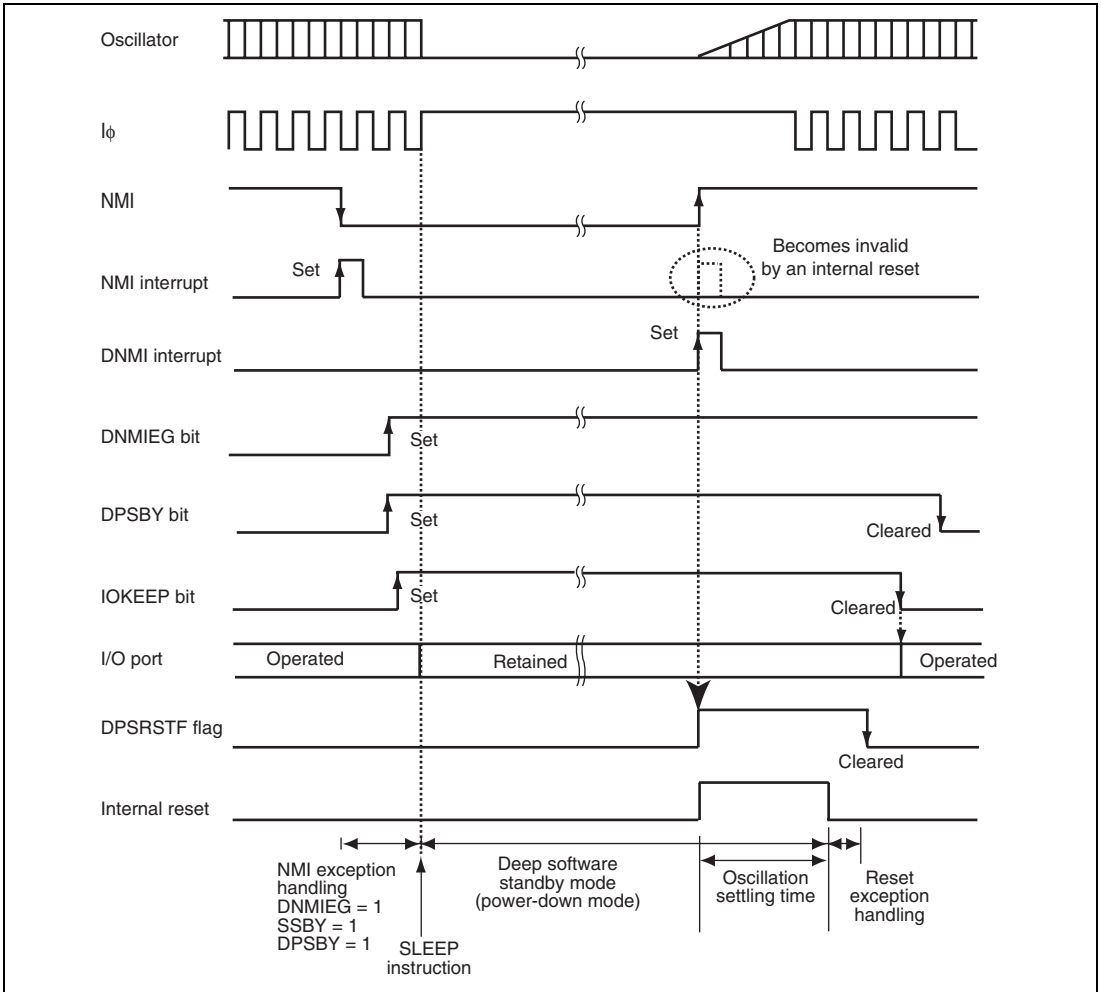 Oscillator
Iϕ
NMI
Becomes invalid
by an internal reset
NMI interrupt
Set
Set
DNMI interrupt
DNMIEG bit
Set
DPSBY bit
Set
Cleared
IOKEEP bit
Set
Cleared
I/O port
Operated
Retained
Operated
DPSRSTF flag
Cleared
Internal reset
NMI exception
handling
DNMIEG = 1
SSBY = 1
DPSBY = 1
SLEEP
instruction
Deep software
standby mode
(power-down mode)
Oscillation
settling time
Reset
exception
handling